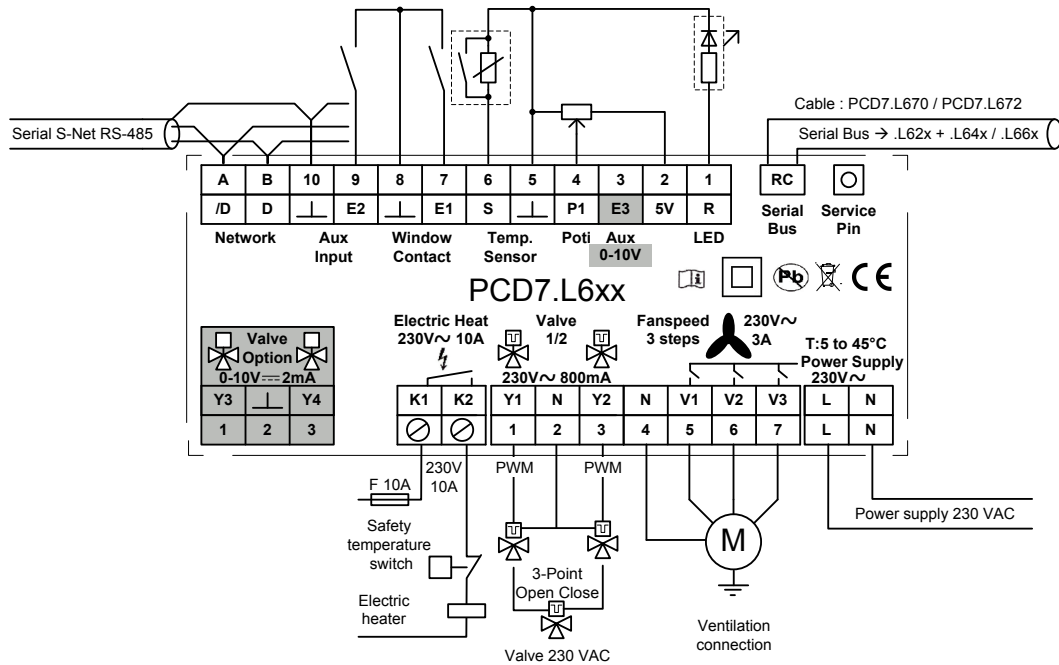 Cable : PCD7.L670 / PCD7.L672
Serial S-Net RS-485
Serial Bus → .L62x + .L64x / .L66x
A B 10 9 8 7 6 5 4 3 2 1 RC
/D D ⊥ E2 ⊥ E1 S ⊥ P1 E3 5V R
Network
Aux
Input
Window
Contact
Temp.
Sensor
Poti
Aux
0-10V
LED
Serial
Bus
Service
Pin
PCD7.L6xx
i
Pb
CE
Valve
Option
0-10V 2mA
Y3 ⊥ Y4
1 2 3
Electric Heat
230V~ 10A
Valve
1/2
230V~ 800mA
Fanspeed
3 steps
230V~
3A
T:5 to 45°C
Power Supply
230V~
K1 K2 Y1 N Y2 N V1 V2 V3 L N
1 2 3 4 5 6 7 L N
F 10A
230V
10A
PWM
PWM
Safety
temperature
switch
Electric
heater
3-Point
Open Close
Valve 230 VAC
M
Ventilation
connection
Power supply 230 VAC